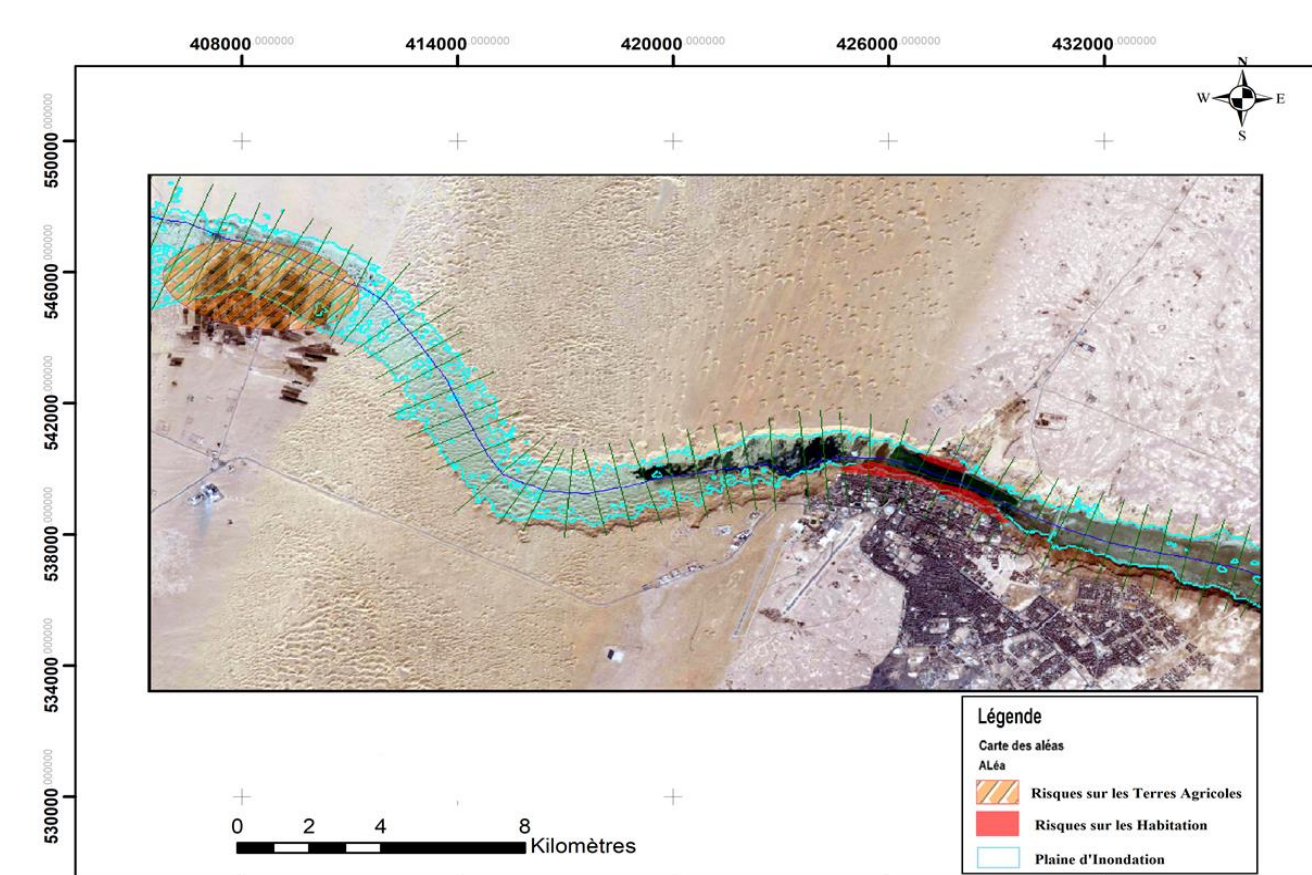 408000.000000 414000.000000 420000.000000 426000.000000 432000.000000
N
W E
S
550000.000000
546000.000000
542000.000000
538000.000000
534000.000000
530000.000000
Légende
Carte des aléas
ALéa
Risques sur les Terres Agricoles
Risques sur les Habitation
Plaine d'Inondation
0 2 4 8
Kilomètres